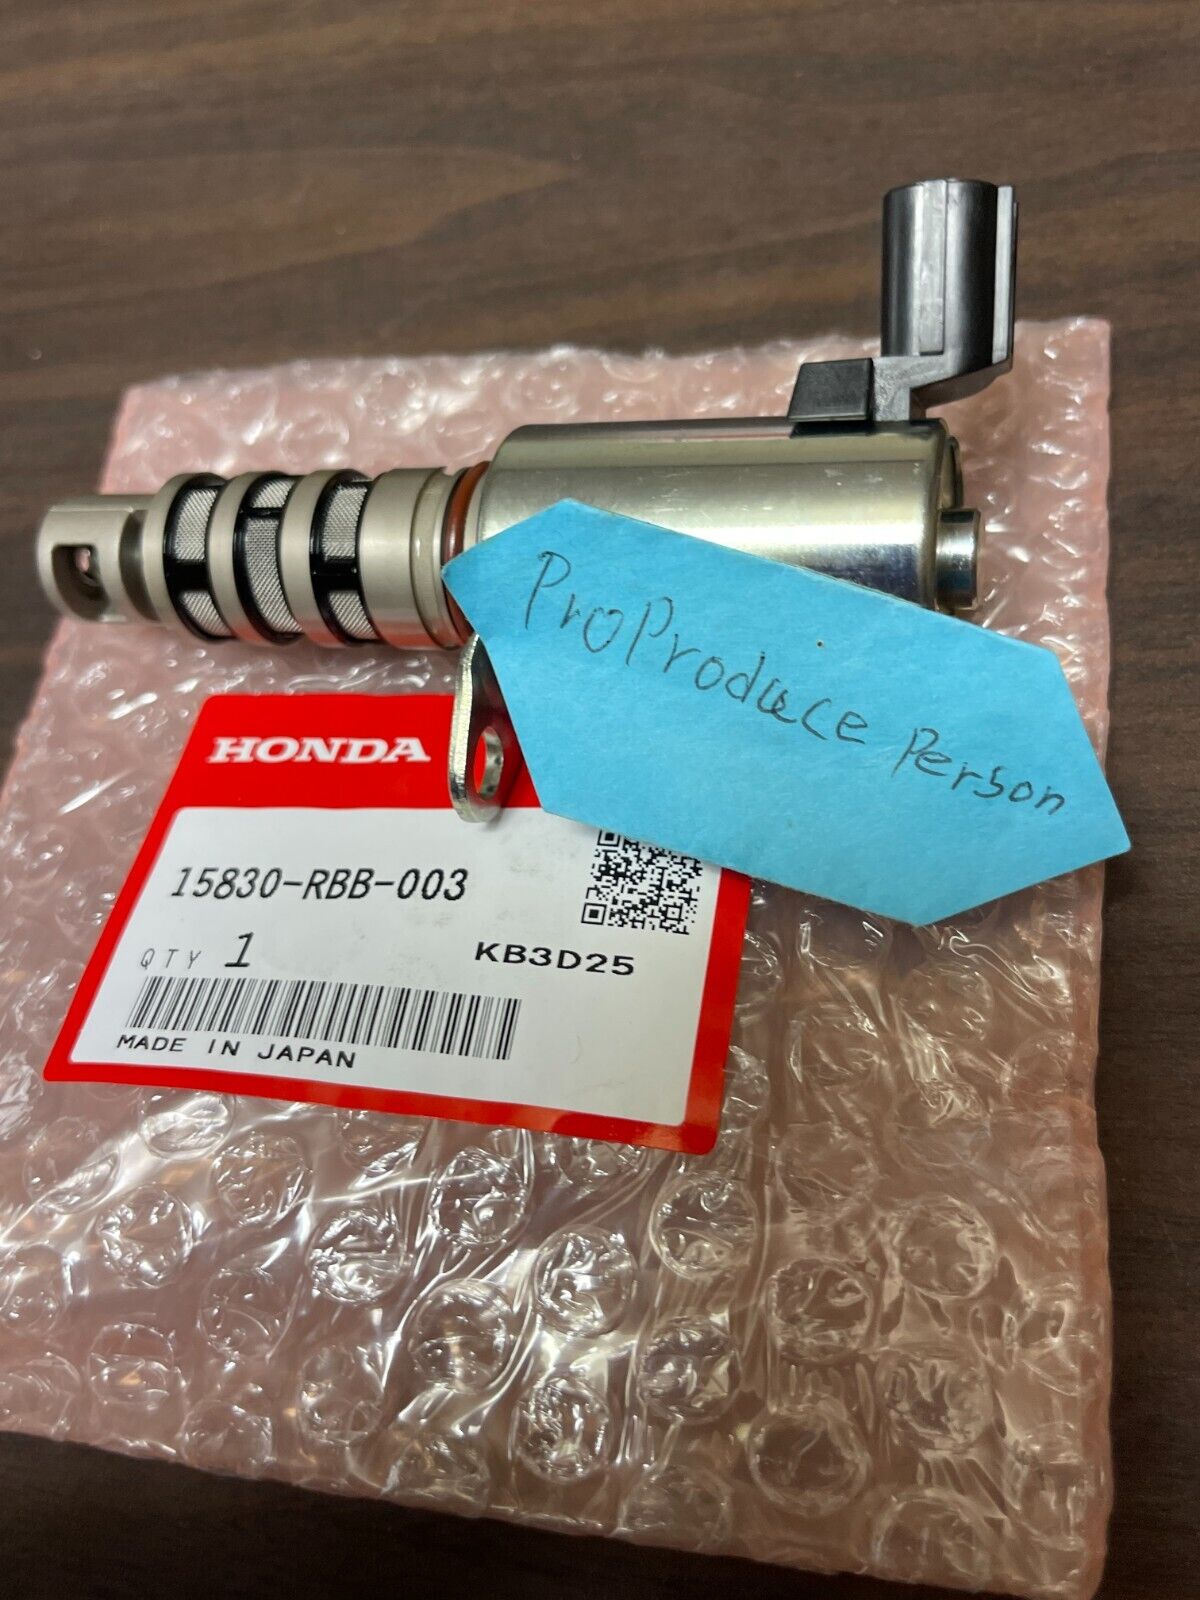 ProProduce Person
HONDA
15830-RBB-003
QTY 1
KB3D25
MADE IN JAPAN